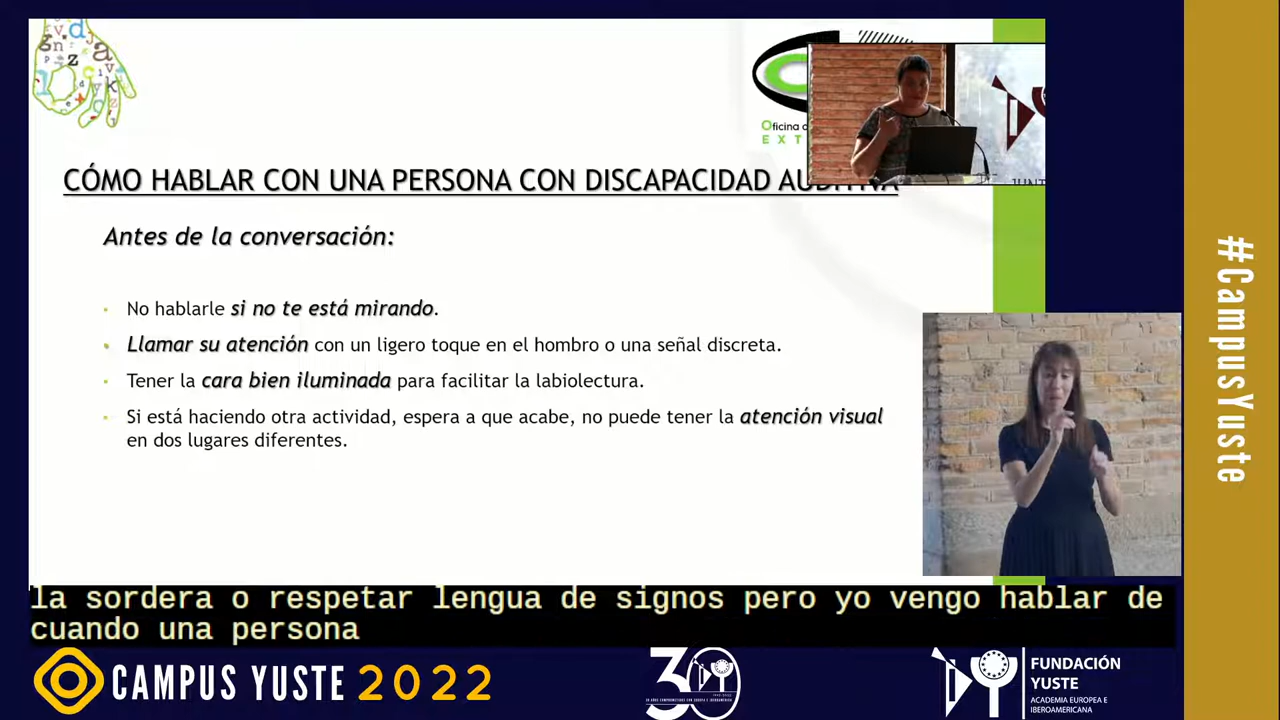 Oficina
EXT
CÓMO HABLAR CON UNA PERSONA CON DISCAPACIDAD AUDITIVA
Antes de la conversación:
No hablarle si no te está mirando.
Llamar su atención con un ligero toque en el hombro o una señal discreta.
Tener la cara bien iluminada para facilitar la labiolectura.
Si está haciendo otra actividad, espera a que acabe, no puede tener la atención visual
en dos lugares diferentes.
#CampusYuste
la sordera o respetar lengua de signos pero yo vengo hablar de
cuando una persona
CAMPUS YUSTE 2022
30
FUNDACIÓN
YUSTE
ACADEMIA EUROPEA E
IBEROAMERICANA